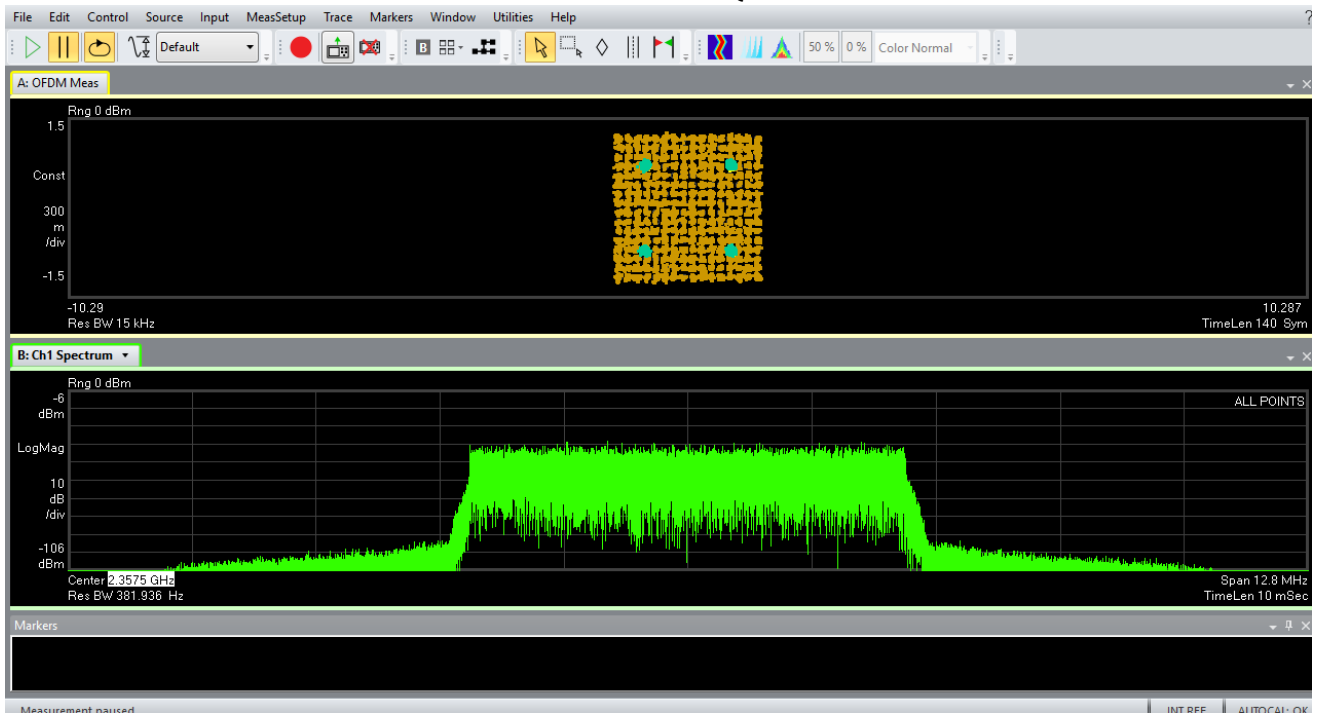 File Edit Control Source Input MeasSetup Trace Markers Window Utilities Help ?
Default B 50 % 0 % Color Normal
A: OFDM Meas
Rng 0 dBm
1.5
Const
300
m
/div
-1.5
-10.29 10.287
Res BW 15 kHz TimeLen 140 Sym
B: Ch1 Spectrum
Rng 0 dBm
-6 ALL POINTS
dBm
LogMag
10
dB
/div
-106
dBm
Center 2.3575 GHz Span 12.8 MHz
Res BW 381.936 Hz TimeLen 10 mSec
Markers
Measurement paused INT REF AUTOCAL: OK